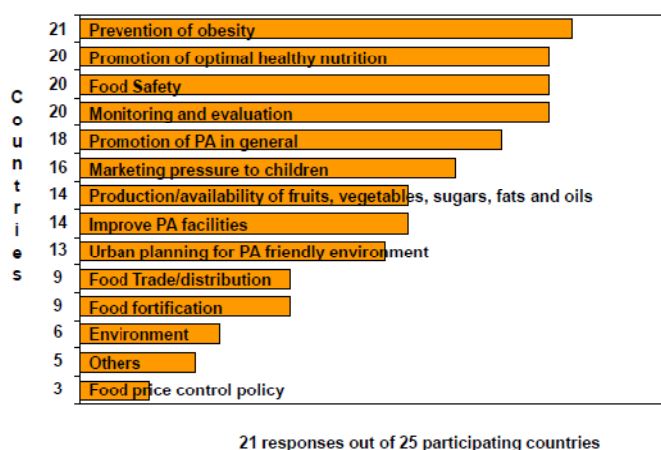 Countries
21 Prevention of obesity
20 Promotion of optimal healthy nutrition
20 Food Safety
20 Monitoring and evaluation
18 Promotion of PA in general
16 Marketing pressure to children
14 Production/availability of fruits, vegetables, sugars, fats and oils
14 Improve PA facilities
13 Urban planning for PA friendly environment
9 Food Trade/distribution
9 Food fortification
6 Environment
5 Others
3 Food price control policy
21 responses out of 25 participating countries